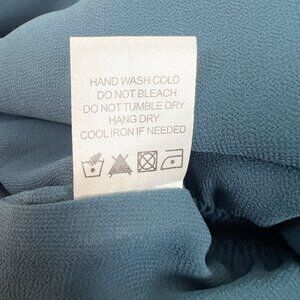 HAND WASH COLD
DO NOT BLEACH
DO NOT TUMBLE DRY
HANG DRY
COOL IRON IF NEEDED